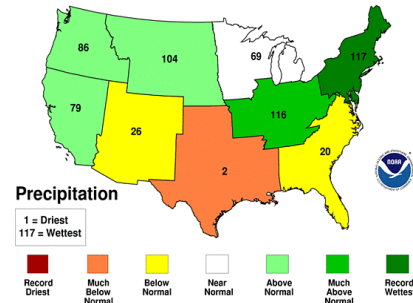 86
104
69
117
79
26
116
2
20
NOAA
Precipitation
1 = Driest
117 = Wettest
Record
Driest
Much
Below
Normal
Below
Normal
Near
Normal
Above
Normal
Much
Above
Normal
Record
Wettest